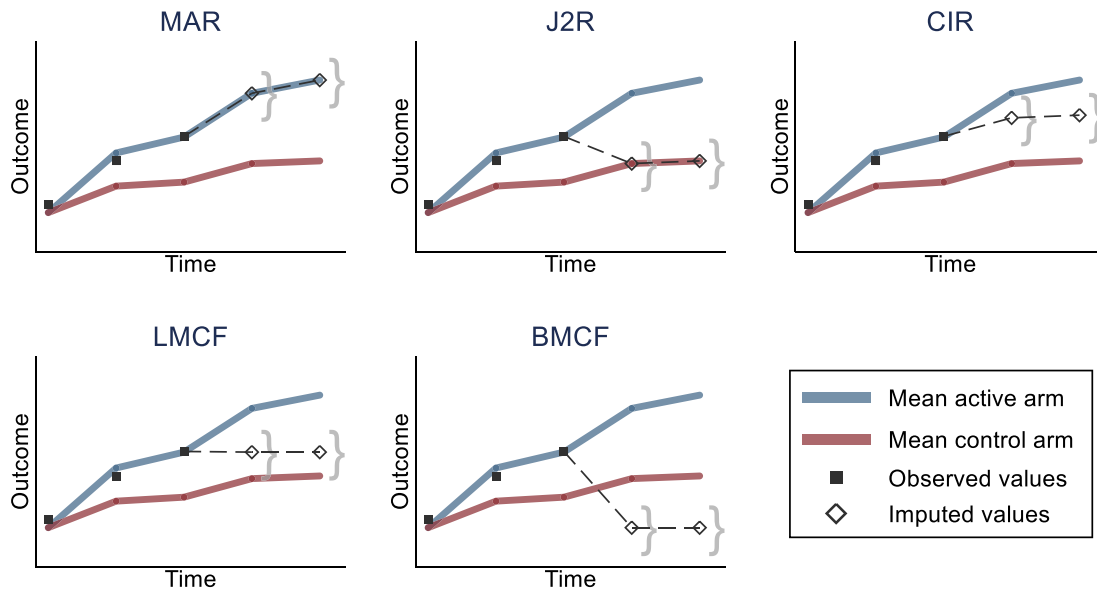 MAR
J2R
CIR
Outcome
Outcome
Outcome
Time
Time
Time
LMCF
BMCF
Outcome
Outcome
Time
Time
Mean active arm
Mean control arm
Observed values
Imputed values